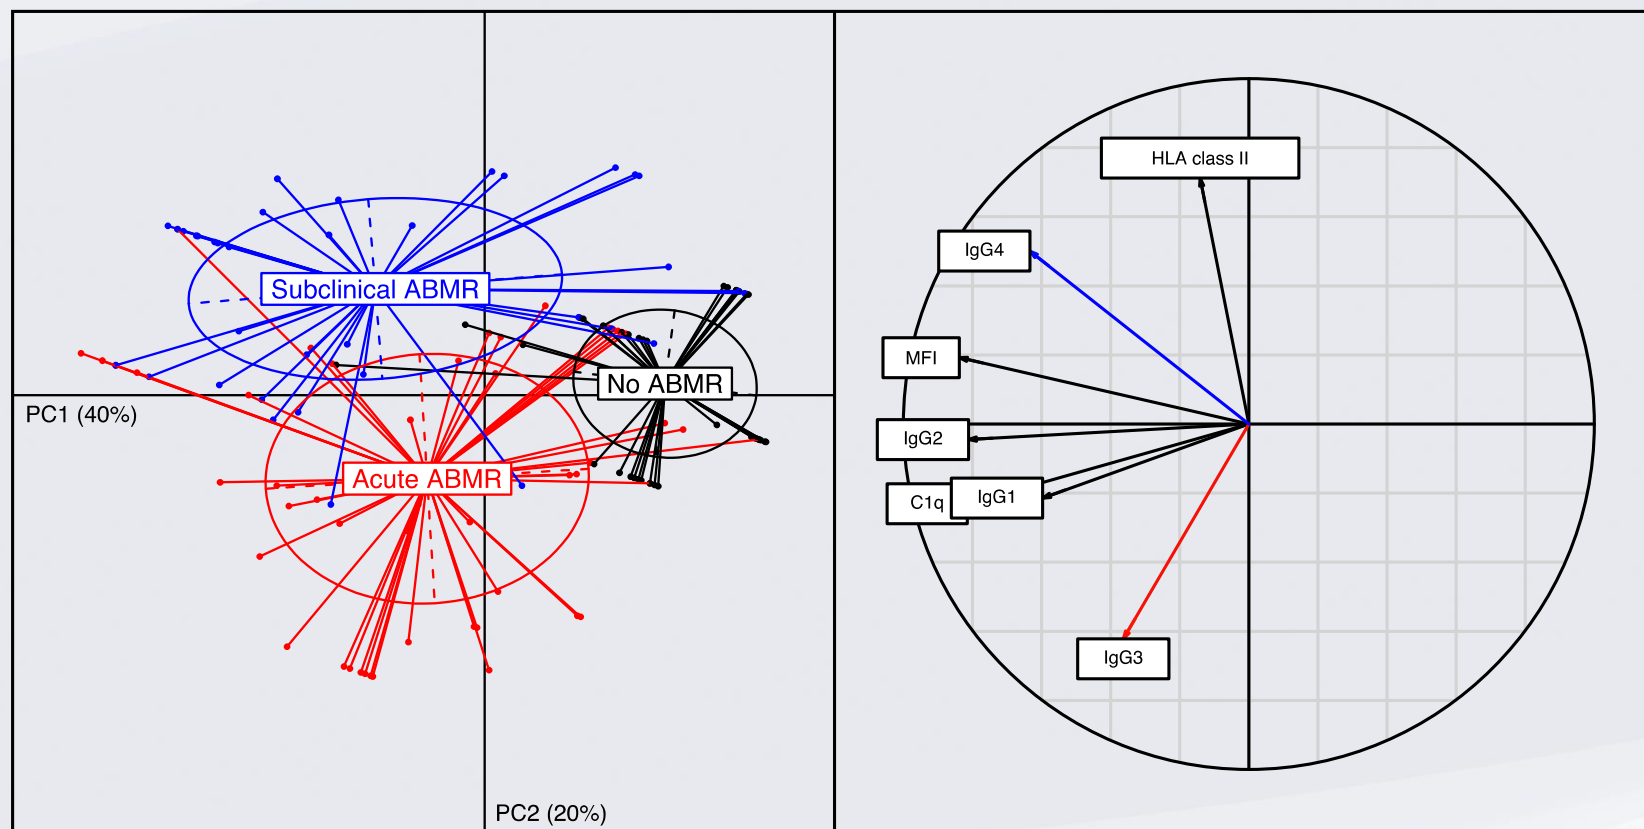 Subclinical ABMR
No ABMR
PC1 (40%)
Acute ABMR
PC2 (20%)
HLA class II
IgG4
MFI
IgG2
C1q
IgG1
IgG3